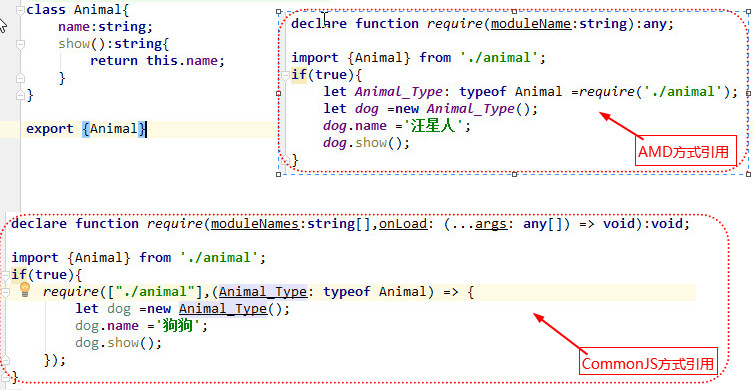 class Animal{
    name:string;
    show():string{
        return this.name;
    }
}
export {Animal}
declare function require(moduleName:string):any;
import {Animal} from './animal';
if(true){
    let Animal_Type: typeof Animal =require('./animal');
    let dog =new Animal_Type();
    dog.name ='汪星人';
    dog.show();
}
AMD方式引用
declare function require(moduleNames:string[],onLoad: (...args: any[]) => void):void;
import {Animal} from './animal';
if(true){
    require(["./animal"],(Animal_Type: typeof Animal) => {
        let dog =new Animal_Type();
        dog.name ='狗狗';
        dog.show();
    });
}
CommonJS方式引用